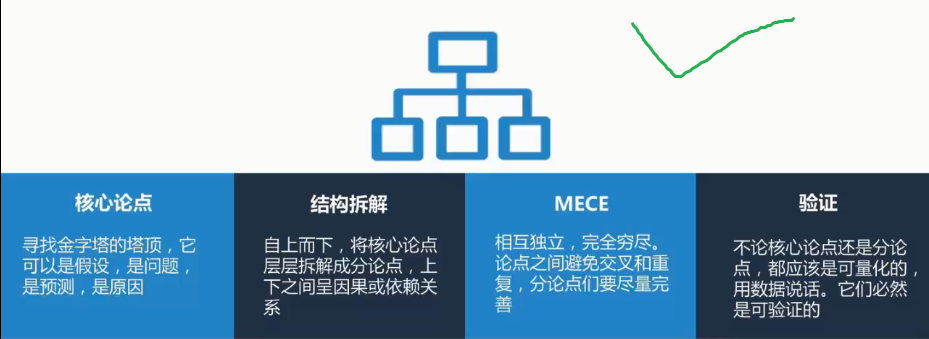 核心论点
寻找金字塔的塔顶，它
可以是假设，是问题，
是预测，是原因
结构拆解
自上而下，将核心论点
层层拆解成分论点，上
下之间呈因果或依赖关
系
MECE
相互独立，完全穷尽。
论点之间避免交叉和重
复，分论点们要尽量完
善
验证
不论核心论点还是分论
点，都应该是可量化的，
用数据说话。它们必然
是可验证的